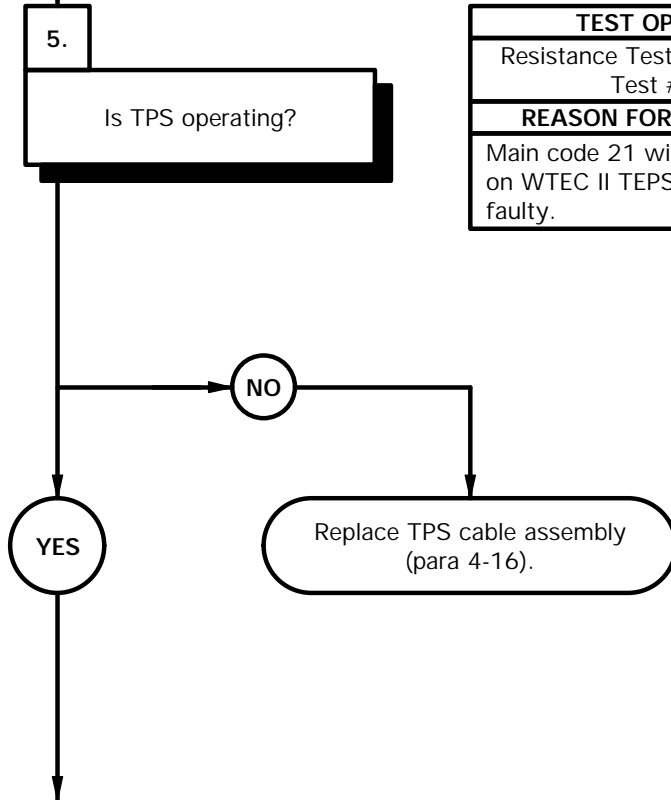 5.
Is TPS operating?
TEST OP
Resistance Test
Test
REASON FOR
Main code 21 wi
on WTEC II TEPS
faulty.
NO
YES
Replace TPS cable assembly
(para 4-16).